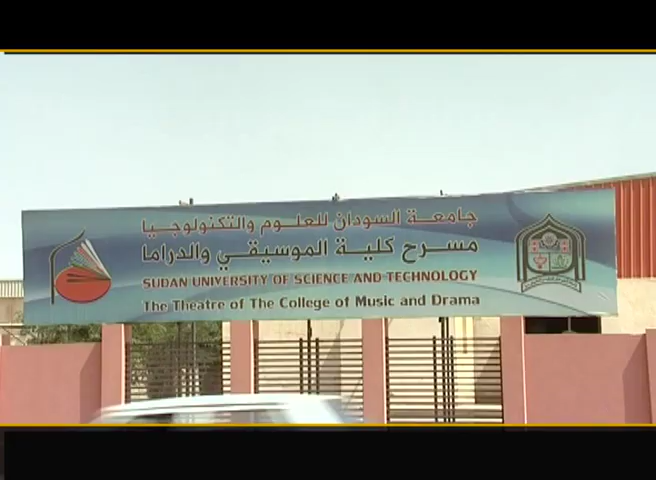 جامعة السودان للعلوم والتكنولوجيا
مسرح كلية الموسيقي والدراما
SUDAN UNIVERSITY OF SCIENCE AND TECHNOLOGY
The Theatre of The College of Music and Drama